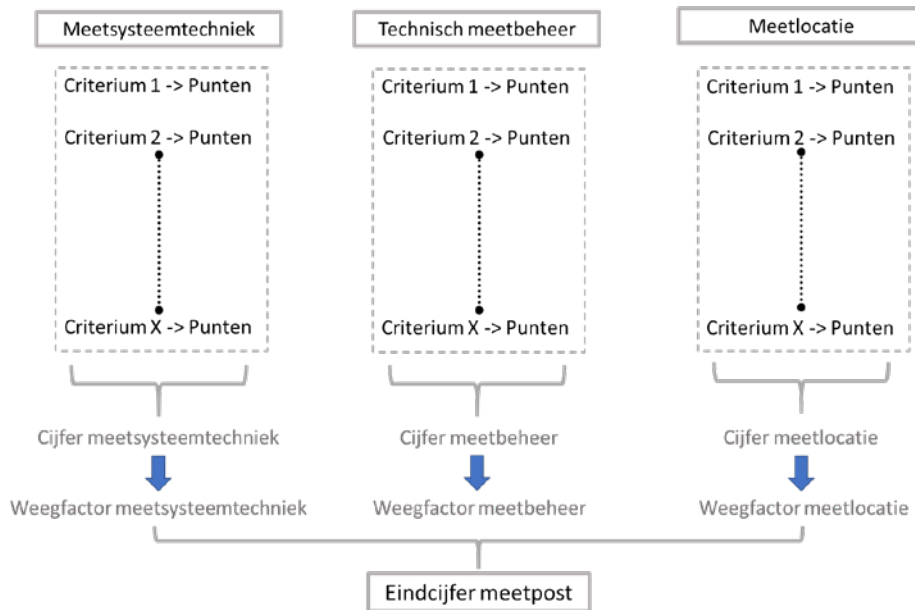 Meetsysteemtechniek
Criterium 1 -> Punten
Criterium 2 -> Punten
Criterium X -> Punten
Cijfer meetsysteemtechniek
Weegfactor meetsysteemtechniek
Technisch meetbeheer
Criterium 1 -> Punten
Criterium 2 -> Punten
Criterium X -> Punten
Cijfer meetbeheer
Weegfactor meetbeheer
Meetlocatie
Criterium 1 -> Punten
Criterium 2 -> Punten
Criterium X -> Punten
Cijfer meetlocatie
Weegfactor meetlocatie
Eindcijfer meetpost